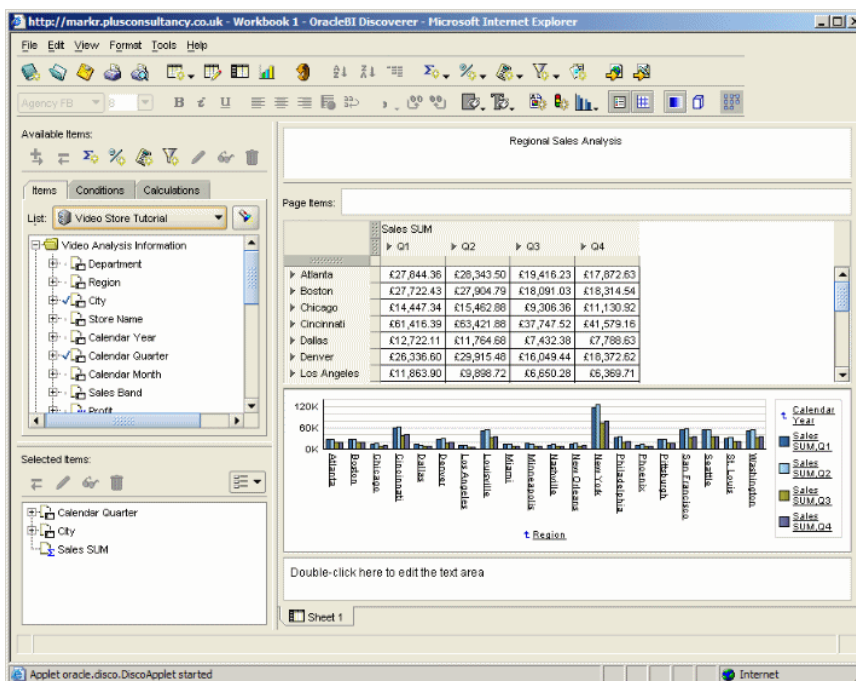 http://markr.plusconsultancy.co.uk - Workbook 1 - OracleBI Discoverer - Microsoft Internet Explorer
File Edit View Format Tools Help
Agency FB 8 B i U
Available Items:
Items Conditions Calculations
List: Video Store Tutorial
Video Analysis Information
Department
Region
City
Store Name
Calendar Year
Calendar Quarter
Calendar Month
Sales Band
Profit
Selected Items:
Calendar Quarter
City
Sales SUM
Regional Sales Analysis
Page Items:
Sales SUM
Q1 Q2 Q3 Q4
Atlanta £27,844.36 £28,343.50 £19,416.23 £17,872.63
Boston £27,722.43 £27,904.79 £18,091.03 £18,314.54
Chicago £14,447.34 £15,462.88 £9,306.36 £11,130.92
Cincinnati £61,416.39 £63,421.88 £37,747.52 £41,579.16
Dallas £12,722.11 £11,764.68 £7,432.38 £7,788.63
Denver £26,336.60 £29,915.48 £16,049.44 £18,372.62
Los Angeles £11,863.90 £9,898.72 £6,650.28 £6,369.71
120K
60K
0K
Atlanta
Boston
Chicago
Cincinnati
Dallas
Denver
Los Angeles
Louisville
Miami
Minneapolis
Nashville
New Orleans
New York
Philadelphia
Phoenix
Pittsburgh
San Francisco
Seattle
St. Louis
Washington
Region
Calendar
Year
Sales
SUM,Q1
Sales
SUM,Q2
Sales
SUM,Q3
Sales
SUM,Q4
Double-click here to edit the text area
Sheet 1
Applet oracle.disco.DiscoApplet started
Internet